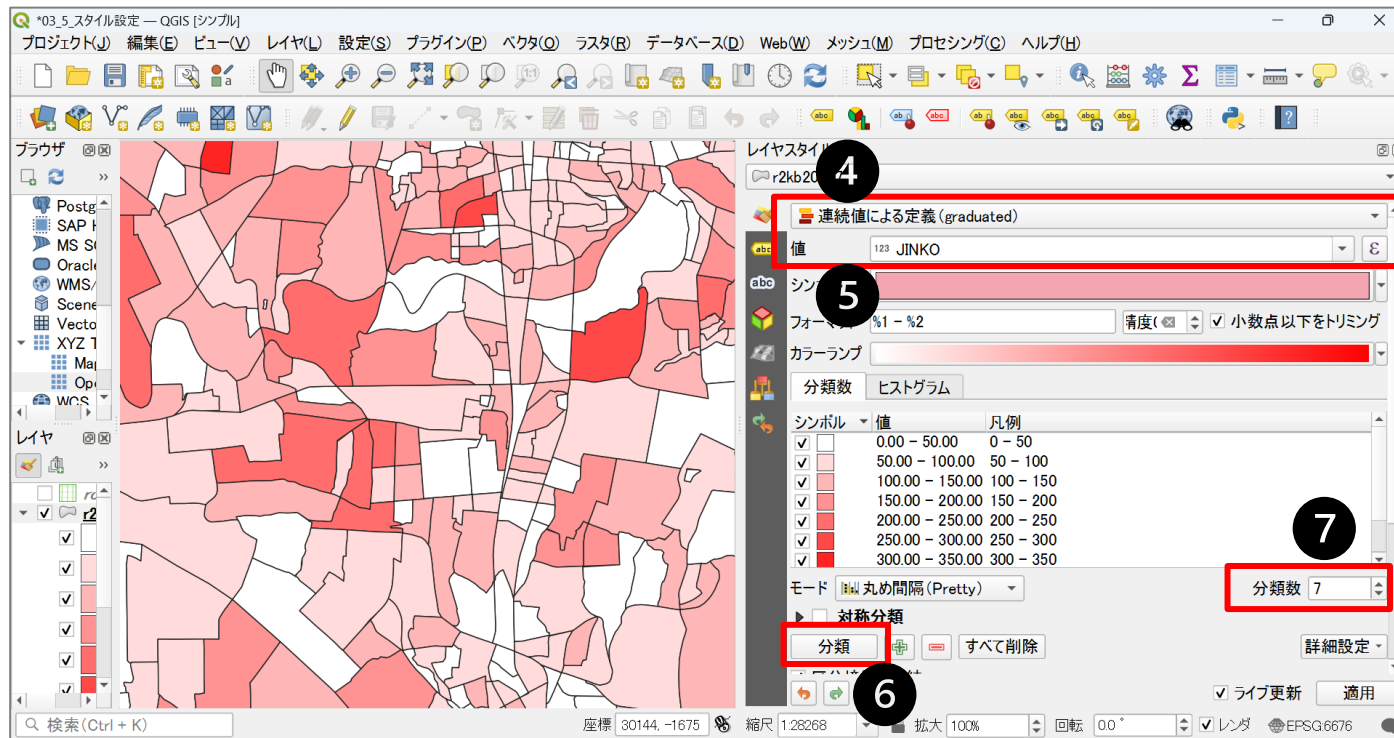 *03_5_スタイル設定 — QGIS [シンプル]
プロジェクト(J) 編集(E) ビュー(V) レイヤ(L) 設定(S) プラグイン(P) ベクタ(O) ラスタ(R) データベース(D) Web(W) メッシュ(M) プロセシング(C) ヘルプ(H)
ブラウザ
Postg
SAP
MS S
Oracle
WMS/
Scene
Vecto
XYZ T
Ma
Ope
WCS
レイヤ
r2
レイヤスタイル
r2kb20
4
連続値による定義(graduated)
値 123 JINKO ε
5
フォーマット %1 - %2 精度( 小数点以下をトリミング
カラーランプ
分類数 ヒストグラム
シンボル 値 凡例
0.00 - 50.00 0 - 50
50.00 - 100.00 50 - 100
100.00 - 150.00 100 - 150
150.00 - 200.00 150 - 200
200.00 - 250.00 200 - 250
250.00 - 300.00 250 - 300
300.00 - 350.00 300 - 350
7
モード 丸め間隔(Pretty) 分類数 7
対称分類
分類 すべて削除 詳細設定
6
ライブ更新 適用
検索(Ctrl + K) 座標 30144, -1675 縮尺 1:28268 拡大 100% 回転 0.0 ° レンダ EPSG:6676